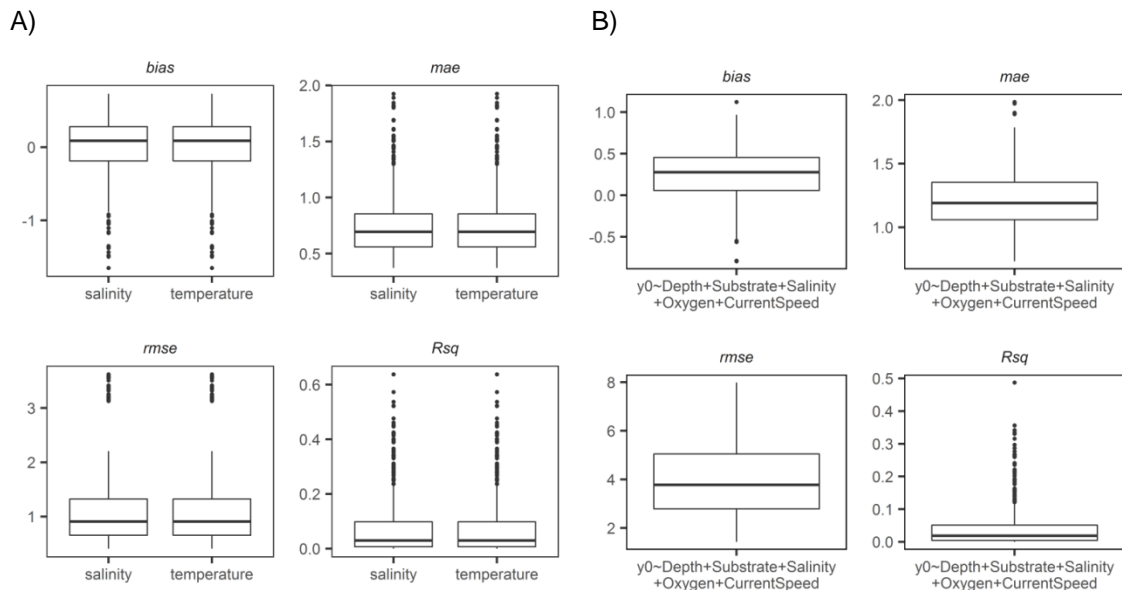 A)
B)
bias
mae
0
-1
salinity
temperature
2.0
1.5
1.0
0.5
salinity
temperature
bias
mae
1.0
0.5
0.0
-0.5
y0~Depth+Substrate+Salinity
+Oxygen+CurrentSpeed
2.0
1.5
1.0
y0~Depth+Substrate+Salinity
+Oxygen+CurrentSpeed
rmse
Rsq
3
2
1
salinity
temperature
0.6
0.4
0.2
0.0
salinity
temperature
rmse
Rsq
8
6
4
2
y0~Depth+Substrate+Salinity
+Oxygen+CurrentSpeed
0.5
0.4
0.3
0.2
0.1
0.0
y0~Depth+Substrate+Salinity
+Oxygen+CurrentSpeed